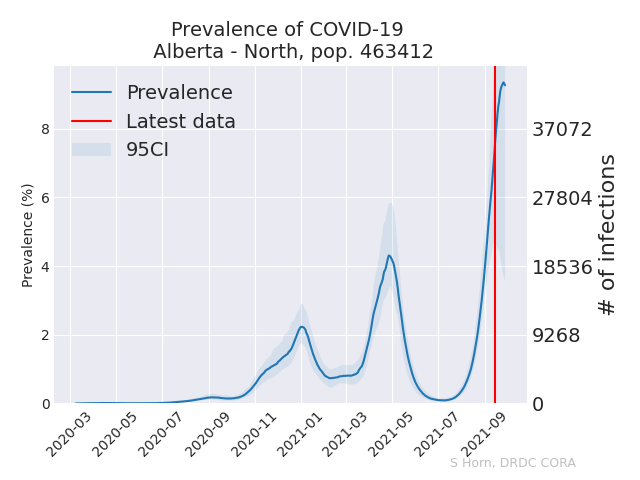 Prevalence of COVID-19
Alberta - North, pop. 463412
Prevalence
Latest data
95CI
Prevalence (%)
8
6
4
2
0
37072
27804
18536
9268
0
# of infections
2020-03
2020-05
2020-07
2020-09
2020-11
2021-01
2021-03
2021-05
2021-07
2021-09
S Horn, DRDC CORA